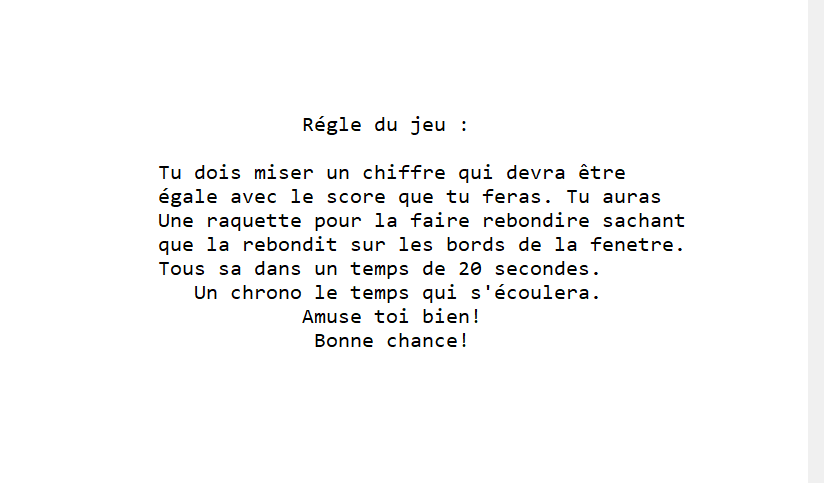 Régle du jeu :
Tu dois miser un chiffre qui devra être
égale avec le score que tu feras. Tu auras
Une raquette pour la faire rebondire sachant
que la rebondit sur les bords de la fenetre.
Tous sa dans un temps de 20 secondes.
Un chrono le temps qui s'écoulera.
Amuse toi bien!
Bonne chance!